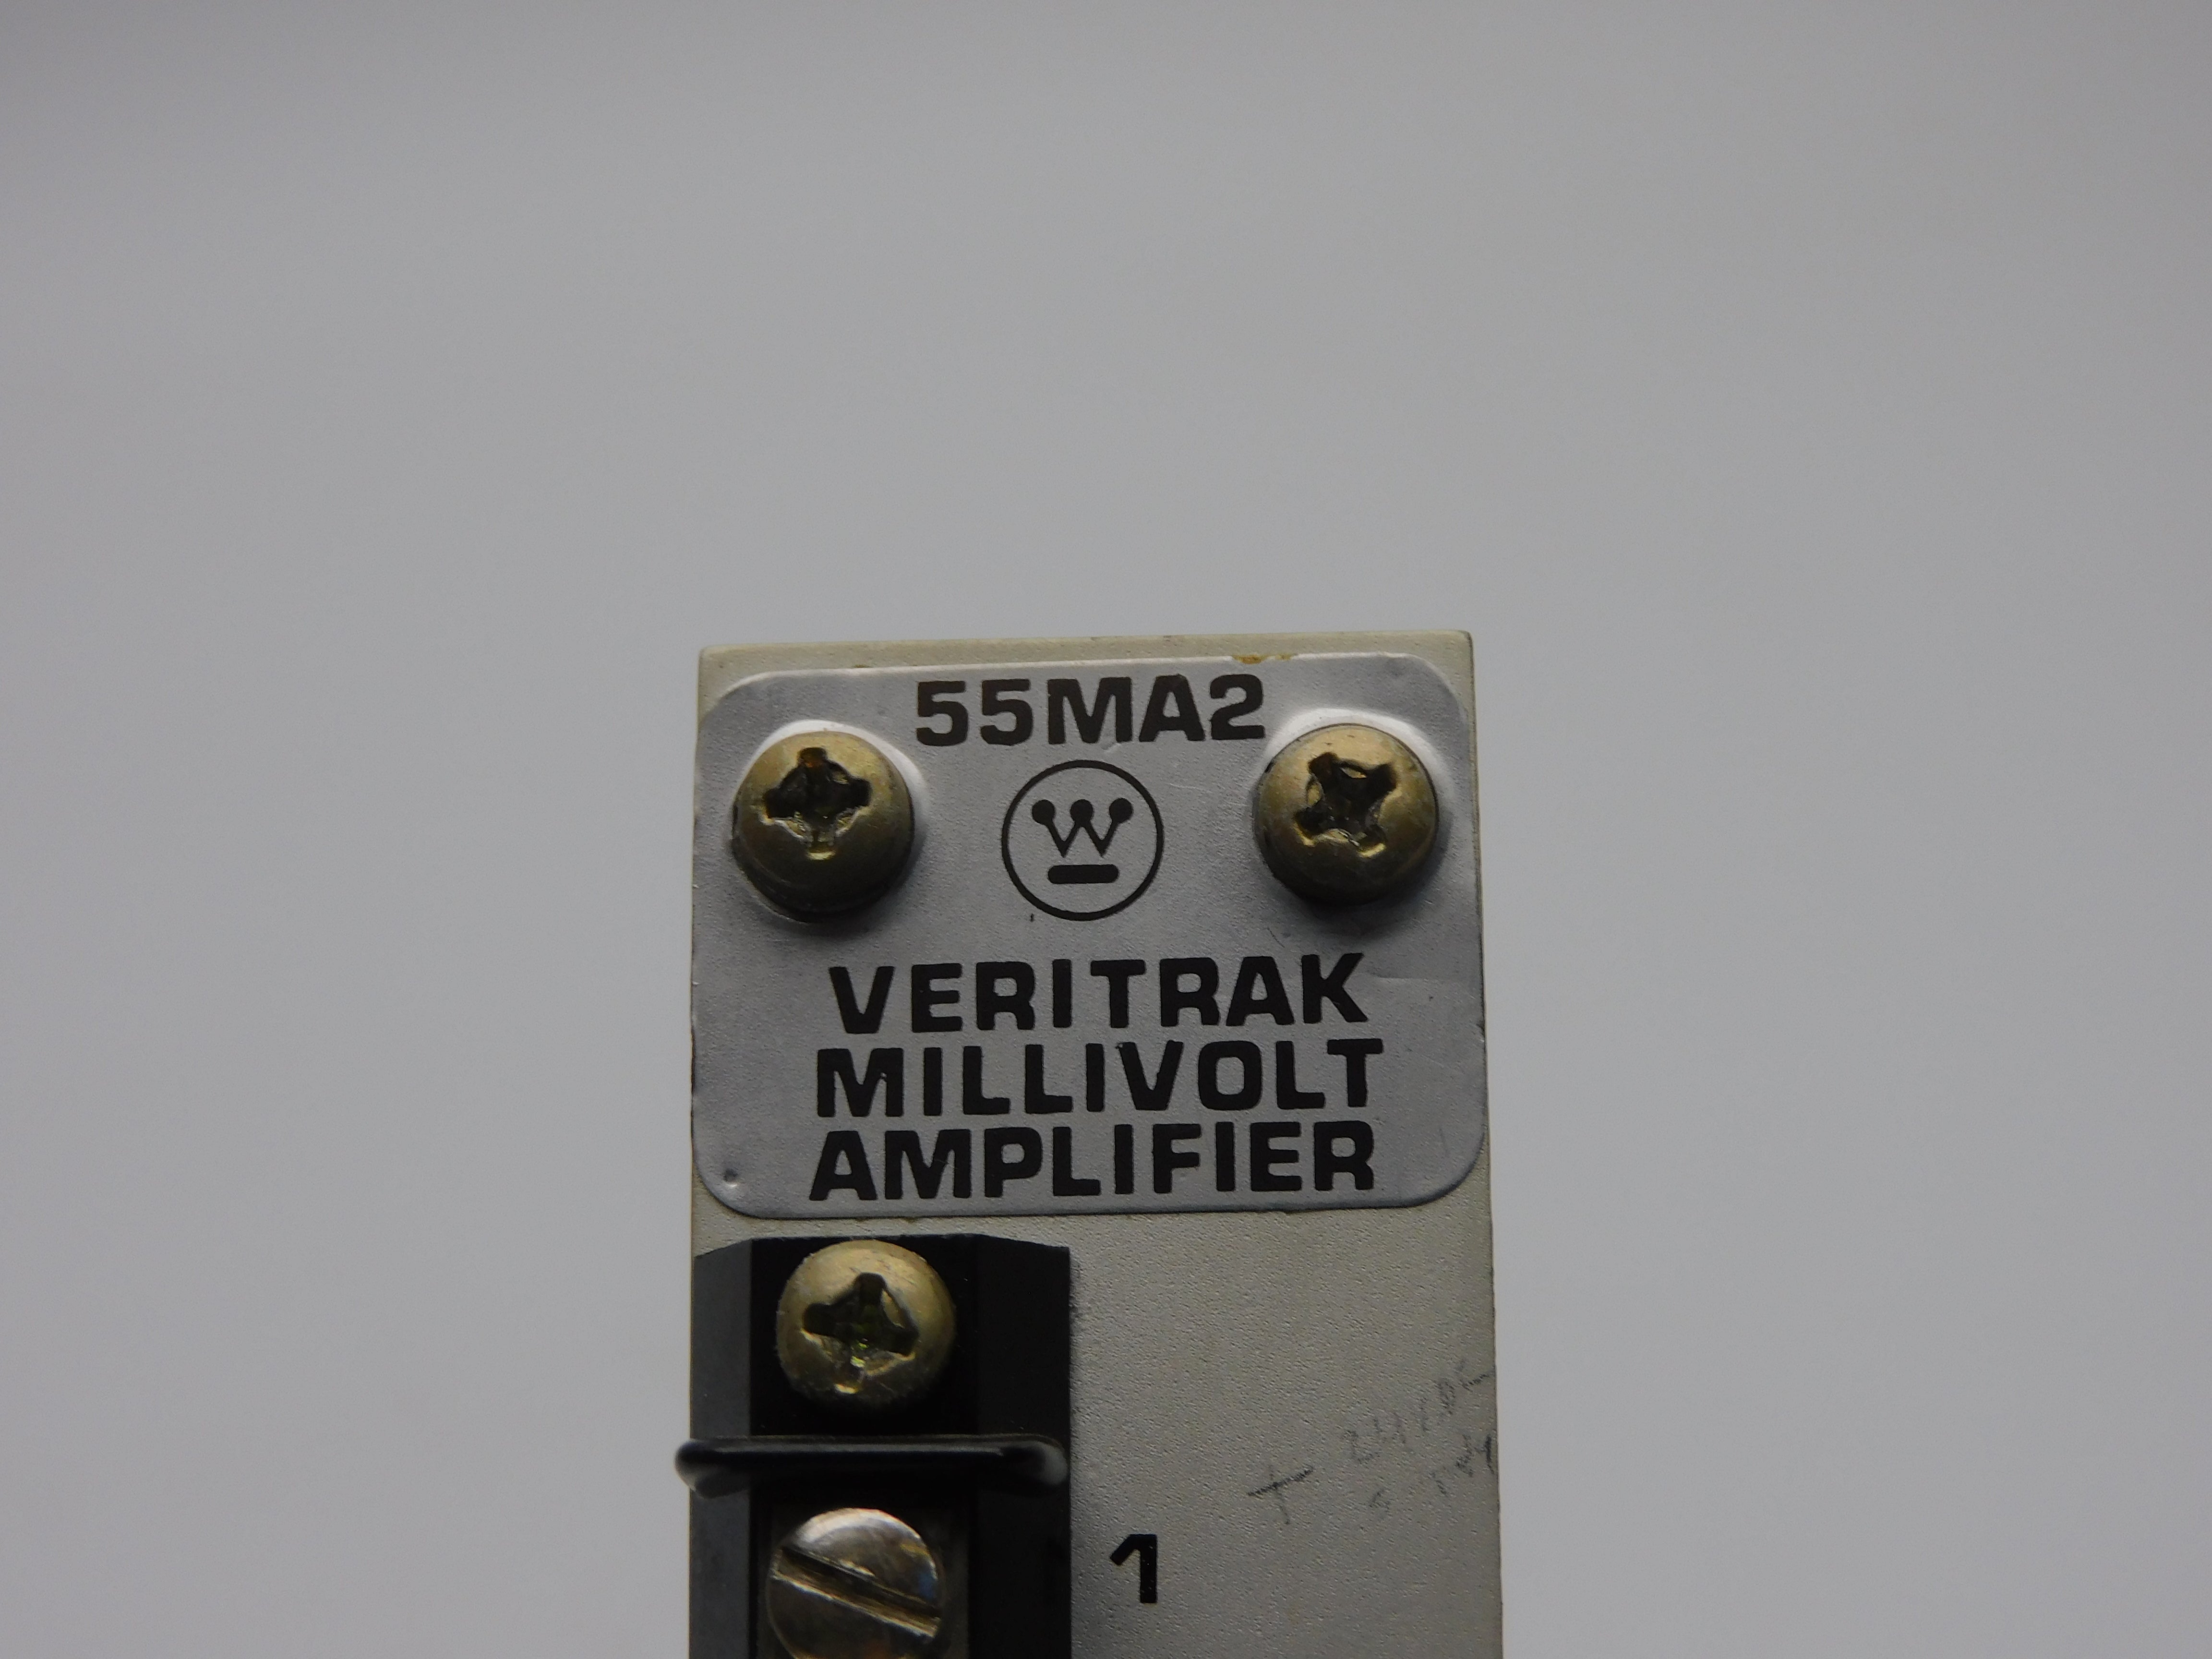 55MA2
W
VERITRAK
MILLIVOLT
AMPLIFIER
+
1